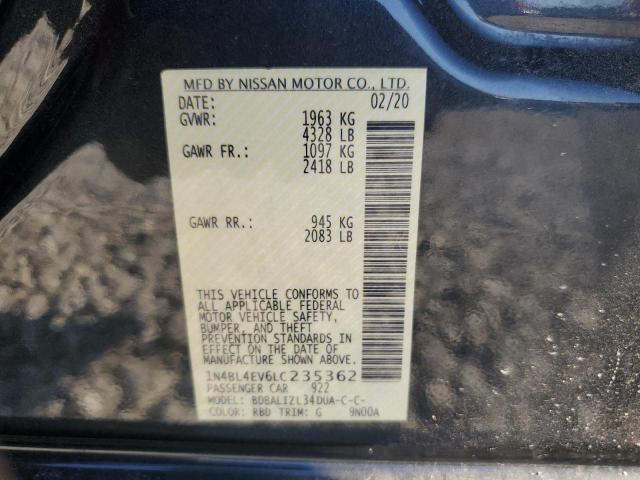 MFD BY NISSAN MOTOR CO., LTD.
DATE: 02/20
GVWR: 1963 KG
4328 LB
GAWR FR.: 1097 KG
2418 LB
GAWR RR.: 945 KG
2083 LB
THIS VEHICLE CONFORMS TO
ALL APPLICABLE FEDERAL
MOTOR VEHICLE SAFETY,
BUMPER, AND THEFT
PREVENTION STANDARDS IN
EFFECT ON THE DATE OF
MANUFACTURE SHOWN ABOVE.
1N4BL4EV6LC235362
PASSENGER CAR 922
MODEL: BDBALIZL34DUA-C-C-
COLOR: RBD TRIM: G 9N00A